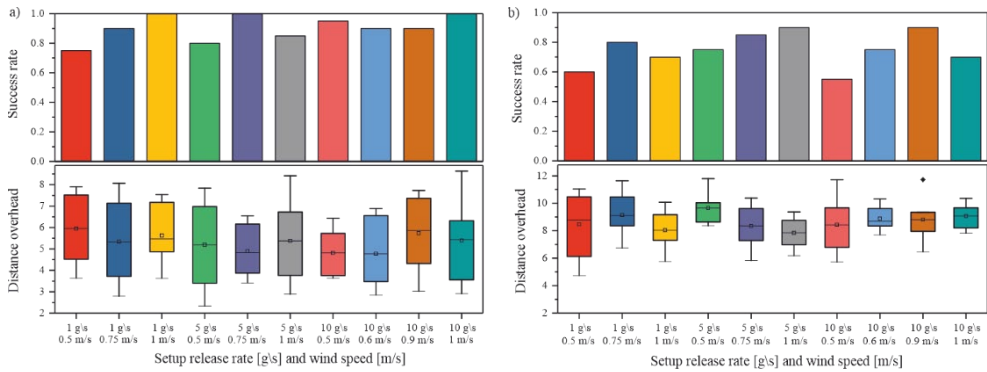 a)
Success rate
1.0
0.8
0.6
0.4
0.2
0.0
Distance overhead
8
7
6
5
4
3
2
1 g\s 1 g\s 1 g\s 5 g\s 5 g\s 5 g\s 10 g\s 10 g\s 10 g\s 10 g\s
0.5 m/s 0.75 m/s 1 m/s 0.5 m/s 0.75 m/s 1 m/s 0.5 m/s 0.6 m/s 0.9 m/s 1 m/s
Setup release rate [g\s] and wind speed [m/s]
b)
Success rate
1.0
0.8
0.6
0.4
0.2
0.0
Distance overhead
12
10
8
6
4
2
1 g\s 1 g\s 1 g\s 5 g\s 5 g\s 5 g\s 10 g\s 10 g\s 10 g\s 10 g\s
0.5 m/s 0.75 m/s 1 m/s 0.5 m/s 0.75 m/s 1 m/s 0.5 m/s 0.6 m/s 0.9 m/s 1 m/s
Setup release rate [g\s] and wind speed [m/s]